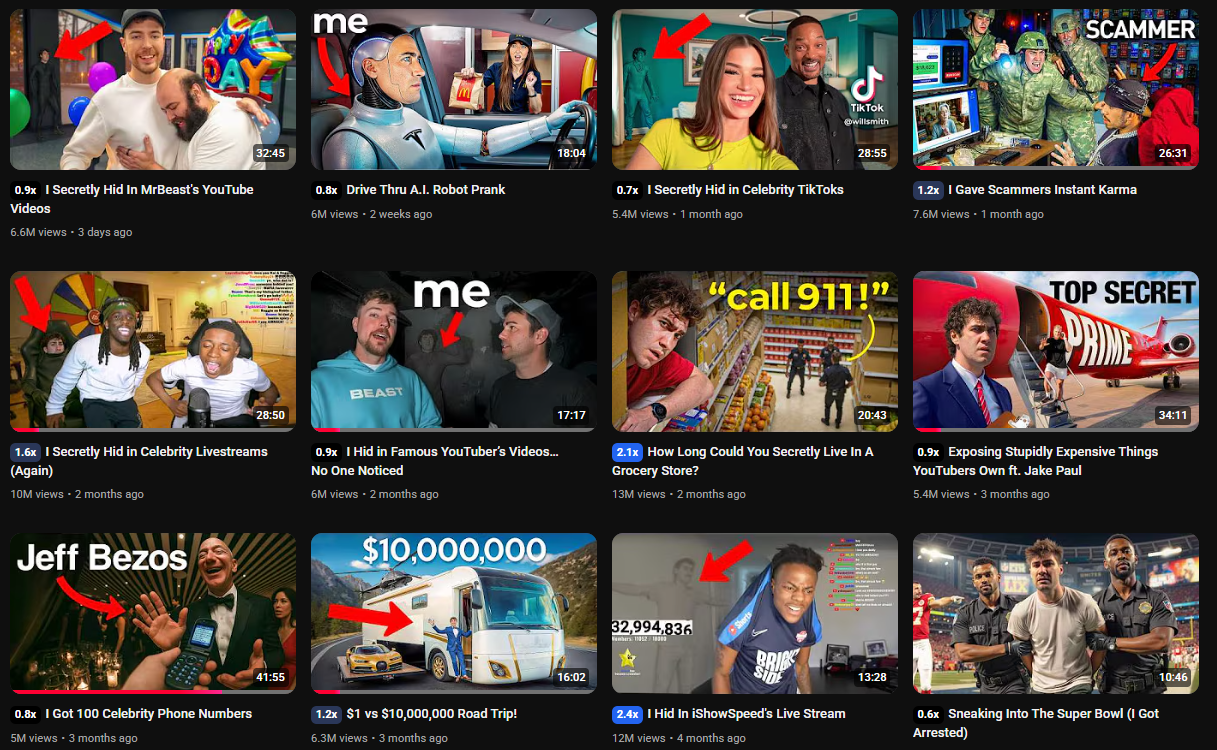 HAPPY
DAY
32:45
0.9x I Secretly Hid In MrBeast's YouTube
Videos
6.6M views • 3 days ago
me
18:04
0.8x Drive Thru A.I. Robot Prank
6M views • 2 weeks ago
TikTok
@willsmith
28:55
0.7x I Secretly Hid in Celebrity TikToks
5.4M views • 1 month ago
SCAMMER
26:31
1.2x I Gave Scammers Instant Karma
7.6M views • 1 month ago
28:50
1.6x I Secretly Hid in Celebrity Livestreams
(Again)
10M views • 2 months ago
me
BEAST
17:17
0.9x I Hid in Famous YouTuber’s Videos…
No One Noticed
6M views • 2 months ago
“call 911!”
20:43
2.1x How Long Could You Secretly Live In A
Grocery Store?
13M views • 2 months ago
TOP SECRET
PRIME
34:11
0.9x Exposing Stupidly Expensive Things
YouTubers Own ft. Jake Paul
5.4M views • 3 months ago
Jeff Bezos
41:55
0.8x I Got 100 Celebrity Phone Numbers
5M views • 3 months ago
$10,000,000
16:02
1.2x $1 vs $10,000,000 Road Trip!
6.3M views • 3 months ago
32,994,836
BRIGHT
SIDE
13:28
2.4x I Hid In iShowSpeed's Live Stream
12M views • 4 months ago
POLICE
10:46
0.6x Sneaking Into The Super Bowl (I Got
Arrested)